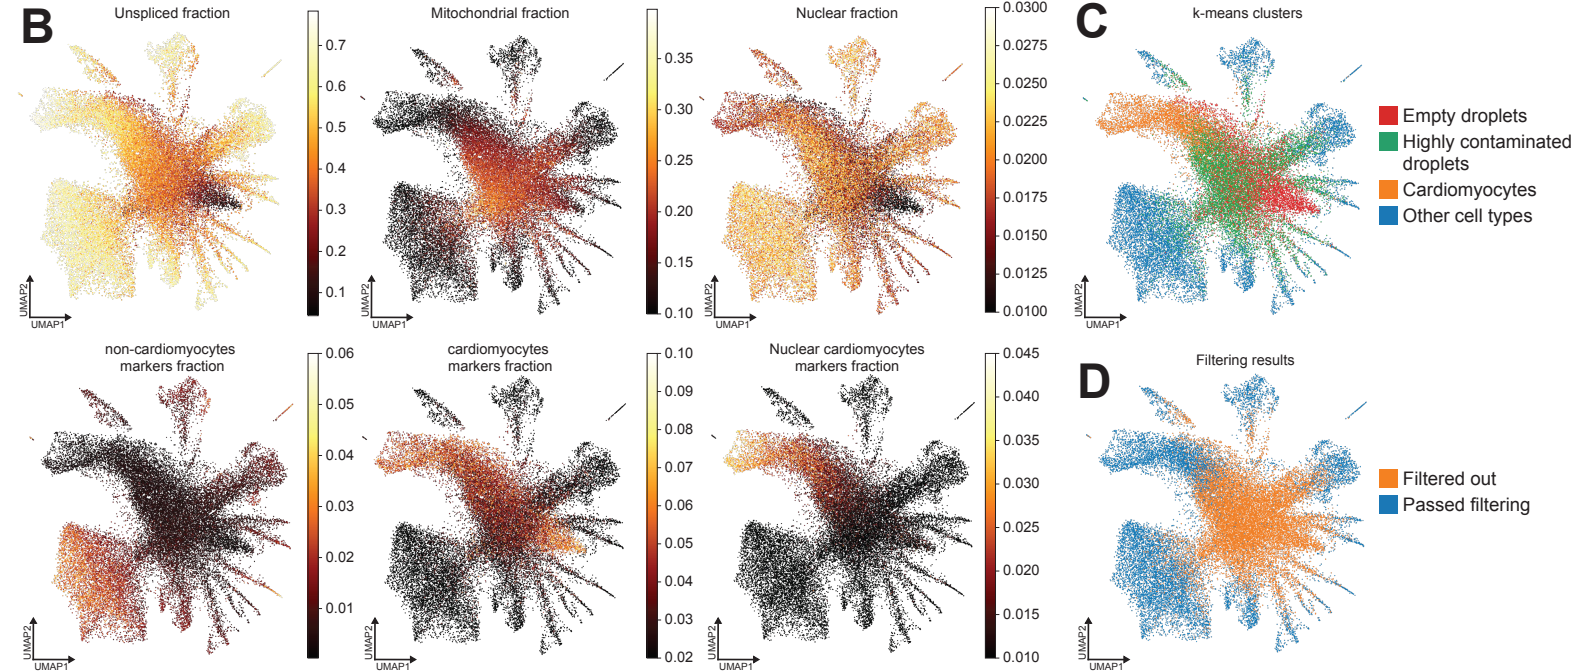 B
Unspliced fraction
0.7
0.6
0.5
0.4
0.3
0.2
0.1
UMAP2
UMAP1
Mitochondrial fraction
0.35
0.30
0.25
0.20
0.15
0.10
UMAP2
UMAP1
Nuclear fraction
0.0300
0.0275
0.0250
0.0225
0.0200
0.0175
0.0150
0.0125
0.0100
UMAP2
UMAP1
C
k-means clusters
Empty droplets
Highly contaminated
droplets
Cardiomyocytes
Other cell types
UMAP2
UMAP1
non-cardiomyocytes
markers fraction
0.06
0.05
0.04
0.03
0.02
0.01
UMAP2
UMAP1
cardiomyocytes
markers fraction
0.10
0.09
0.08
0.07
0.06
0.05
0.04
0.03
0.02
UMAP2
UMAP1
Nuclear cardiomyocytes
markers fraction
0.045
0.040
0.035
0.030
0.025
0.020
0.015
0.010
UMAP2
UMAP1
D
Filtering results
Filtered out
Passed filtering
UMAP2
UMAP1